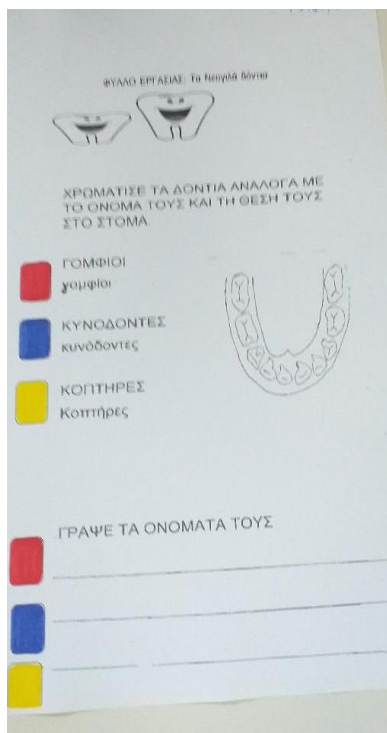 ΦΥΛΛΟ ΕΡΓΑΣΙΑΣ: Τα Νεογιλά δόντια
ΧΡΩΜΑΤΙΣΕ ΤΑ ΔΟΝΤΙΑ ΑΝΑΛΟΓΑ ΜΕ
ΤΟ ΟΝΟΜΑ ΤΟΥΣ ΚΑΙ ΤΗ ΘΕΣΗ ΤΟΥΣ
ΣΤΟ ΣΤΟΜΑ.
ΓΟΜΦΙΟΙ
γομφίοι
ΚΥΝΟΔΟΝΤΕΣ
κυνόδοντες
ΚΟΠΤΗΡΕΣ
Κοπτήρες
ΓΡΑΨΕ ΤΑ ΟΝΟΜΑΤΑ ΤΟΥΣ